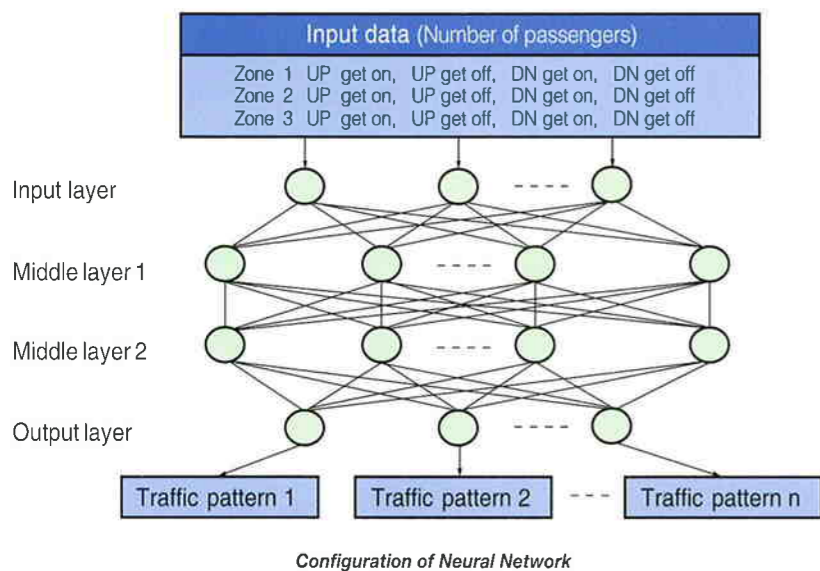 Input data (Number of passengers)
Zone 1 UP get on, UP get off, DN get on, DN get off
Zone 2 UP get on, UP get off, DN get on, DN get off
Zone 3 UP get on, UP get off, DN get on, DN get off
Input layer
Middle layer 1
Middle layer 2
Output layer
Traffic pattern 1 Traffic pattern 2 Traffic pattern n
Configuration of Neural Network